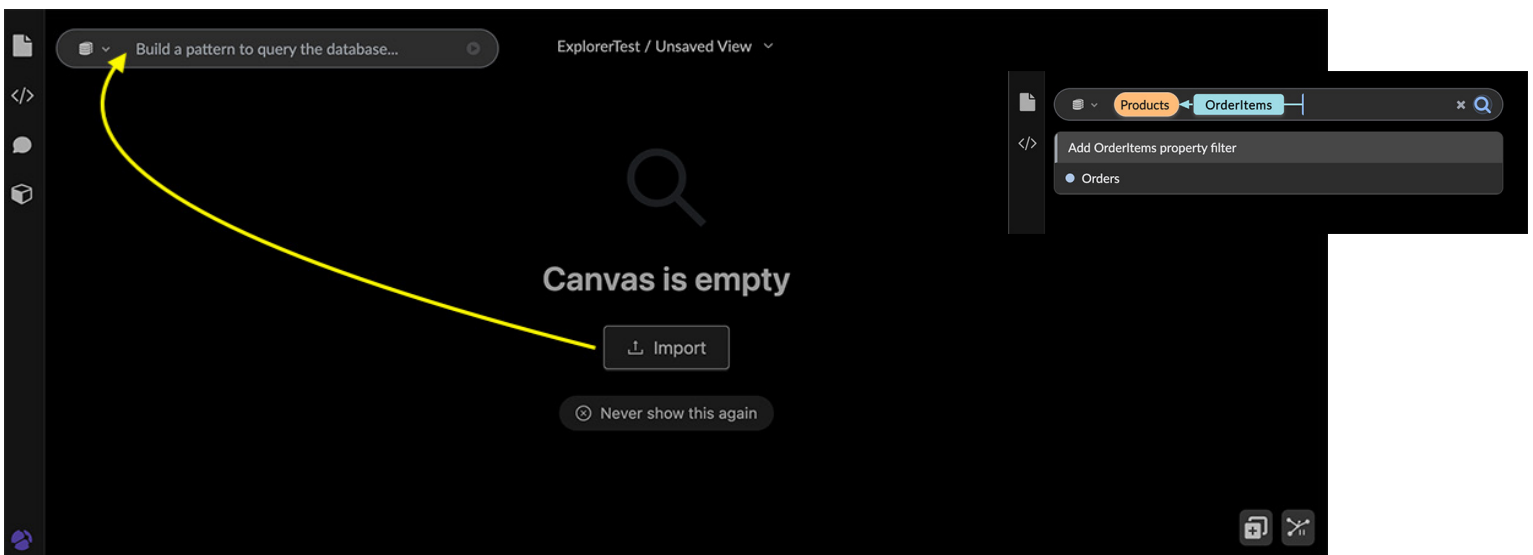 Build a pattern to query the database...
ExplorerTest / Unsaved View
Canvas is empty
Import
Never show this again
Products
OrderItems
Add OrderItems property filter
Orders